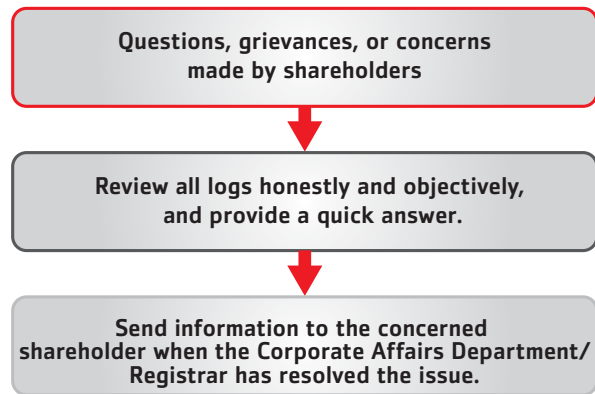 Questions, grievances, or concerns
made by shareholders
Review all logs honestly and objectively,
and provide a quick answer.
Send information to the concerned
shareholder when the Corporate Affairs Department/
Registrar has resolved the issue.